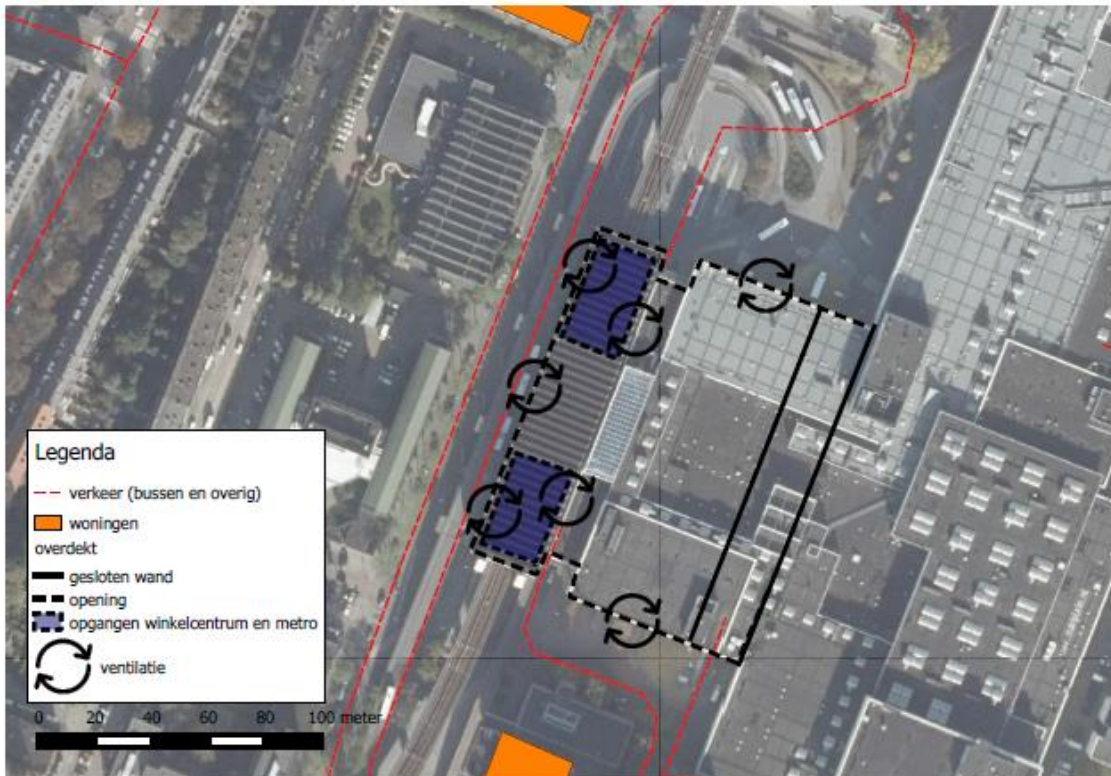 Legenda
verkeer (bussen en overig)
woningen
overdekt
gesloten wand
opening
opgangen winkelcentrum en metro
ventilatie
0 20 40 60 80 100 meter